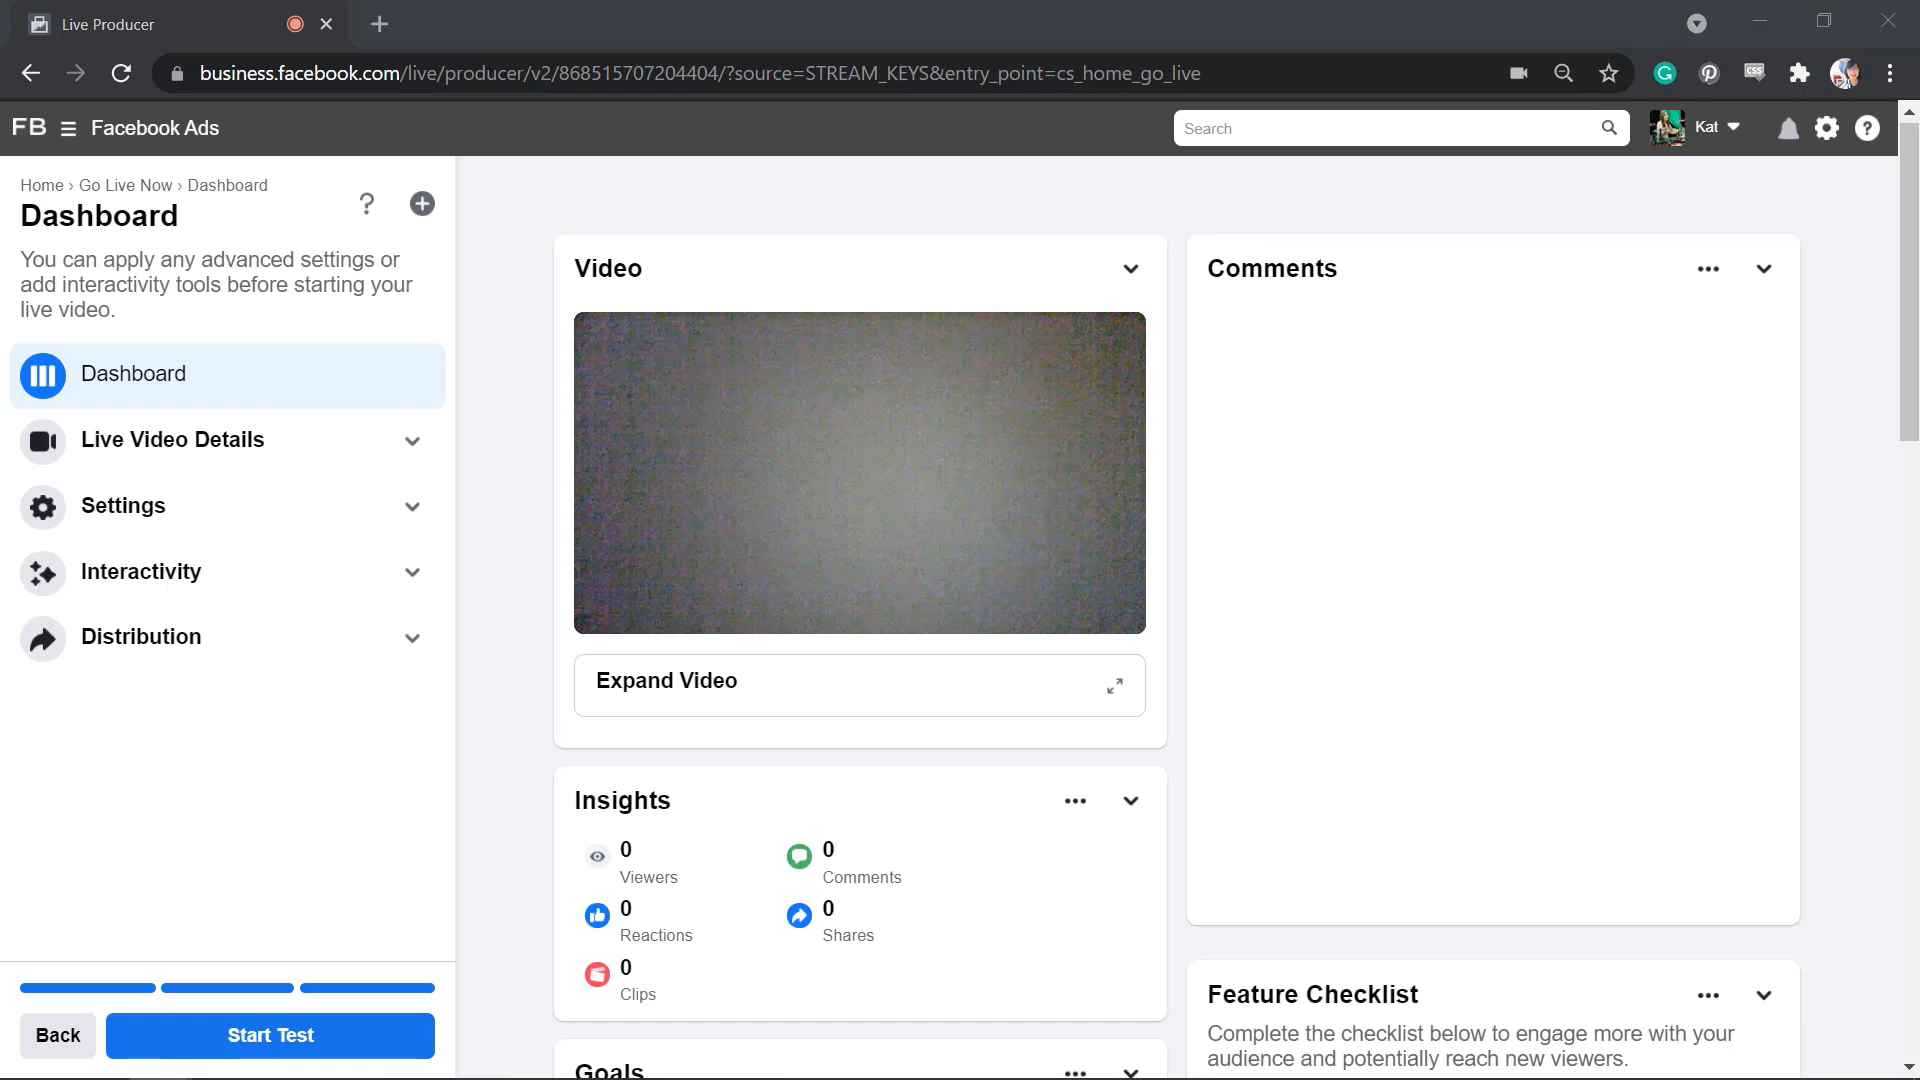 Live Producer
business.facebook.com/live/producer/v2/868515707204404/?source=STREAM_KEYS&entry_point=cs_home_go_live
FB Facebook Ads
Search
Kat
Home › Go Live Now › Dashboard
Dashboard
You can apply any advanced settings or
add interactivity tools before starting your
live video.
Dashboard
Live Video Details
Settings
Interactivity
Distribution
Back
Start Test
Video
Expand Video
Insights
0
Viewers
0
Comments
0
Reactions
0
Shares
0
Clips
Goals
Comments
Feature Checklist
Complete the checklist below to engage more with your
audience and potentially reach new viewers.